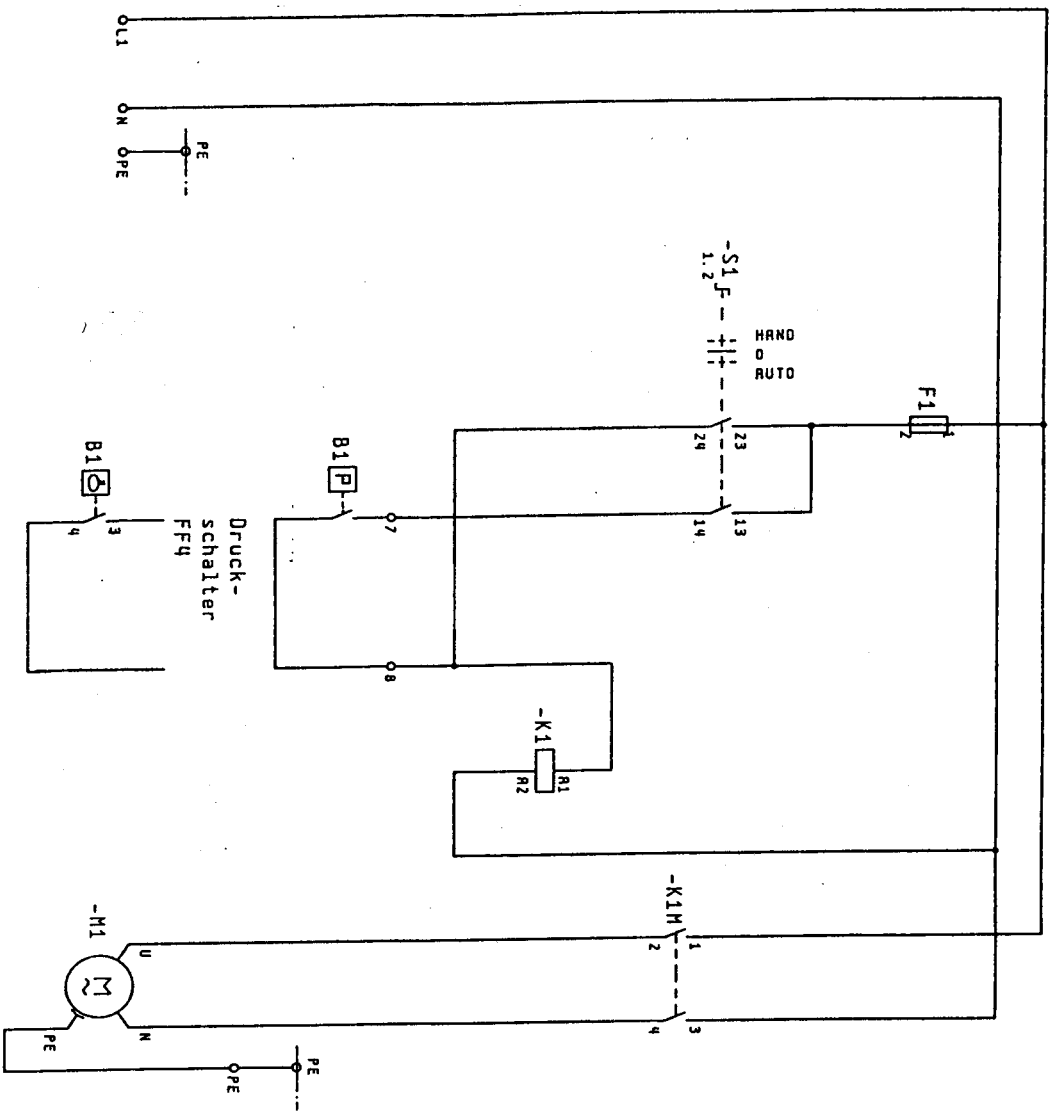 L1
N
PE
PE
-S1
1.2
HAND
0
AUTO
F1
1
2
23
24
13
14
B1
P
7
8
B1
3
4
Druck-
schalter
FF4
-K1
A1
A2
-K1M
1
2
3
4
-M1
M
~
U
N
PE
PE
PE